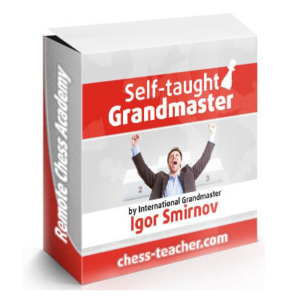 Self-taught
Grandmaster
by International Grandmaster
Igor Smirnov
chess-teacher.com
Remote Chess Academy